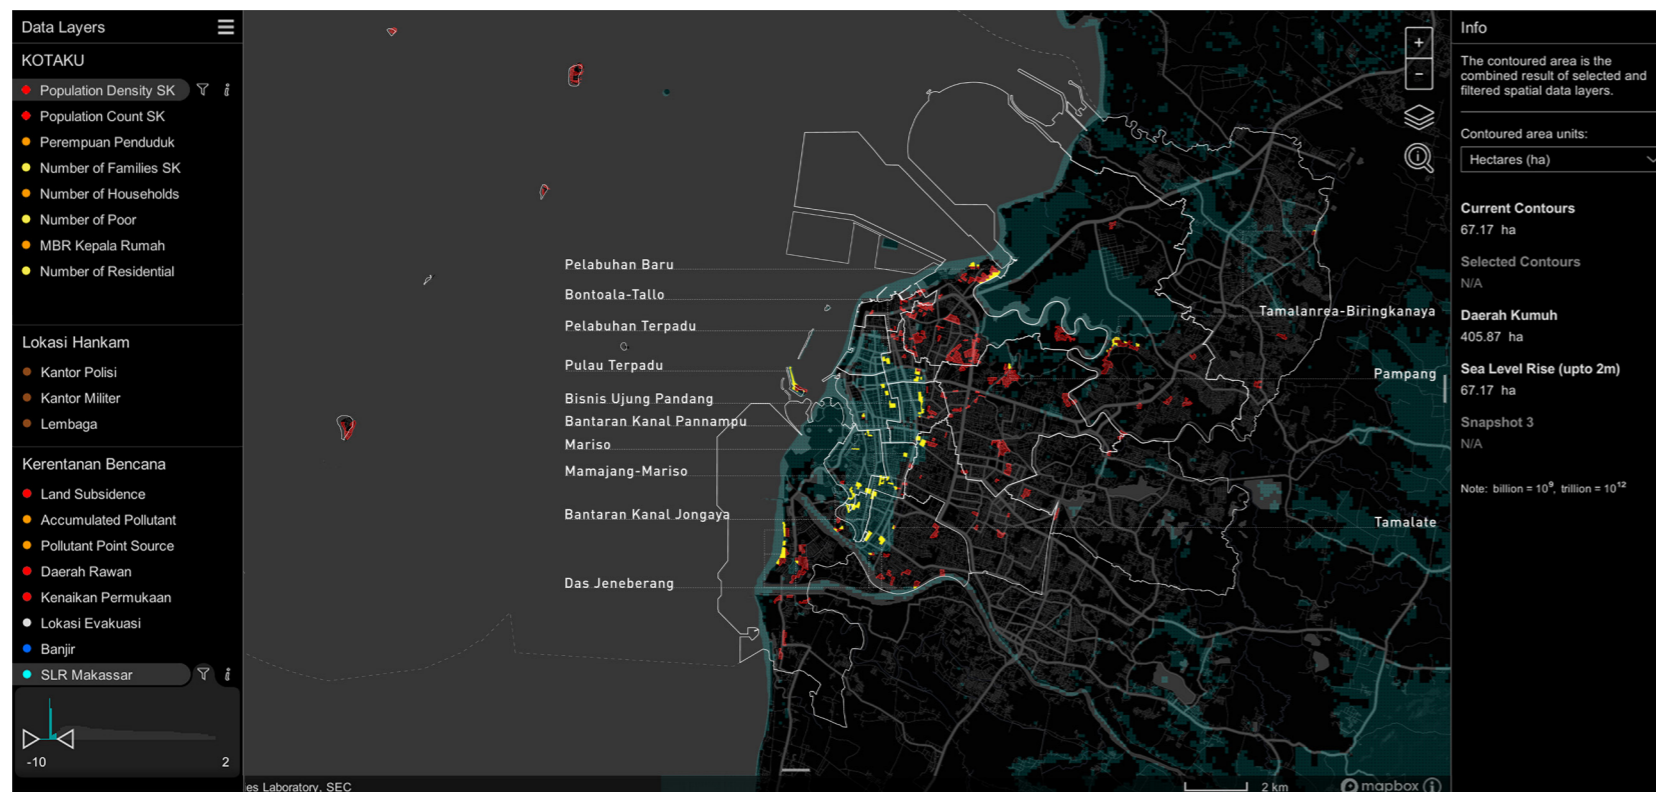 Data Layers
KOTAKU
Population Density SK
Population Count SK
Perempuan Penduduk
Number of Families SK
Number of Households
Number of Poor
MBR Kepala Rumah
Number of Residential
Lokasi Hankam
Kantor Polisi
Kantor Militer
Lembaga
Kerentanan Bencana
Land Subsidence
Accumulated Pollutant
Pollutant Point Source
Daerah Rawan
Kenaikan Permukaan
Lokasi Evakuasi
Banjir
SLR Makassar
-10 2
Pelabuhan Baru
Bontoala-Tallo
Pelabuhan Terpadu
Pulau Terpadu
Bisnis Ujung Pandang
Bantaran Kanal Pannampu
Mariso
Mamajang-Mariso
Bantaran Kanal Jongaya
Das Jeneberang
Tamalanrea-Biringkanaya
Pampang
Tamalate
+
-
es Laboratory, SEC
2 km
mapbox
Info
The contoured area is the
combined result of selected and
filtered spatial data layers.
Contoured area units:
Hectares (ha)
Current Contours
67.17 ha
Selected Contours
N/A
Daerah Kumuh
405.87 ha
Sea Level Rise (upto 2m)
67.17 ha
Snapshot 3
N/A
Note: billion = 10⁹, trillion = 10¹²